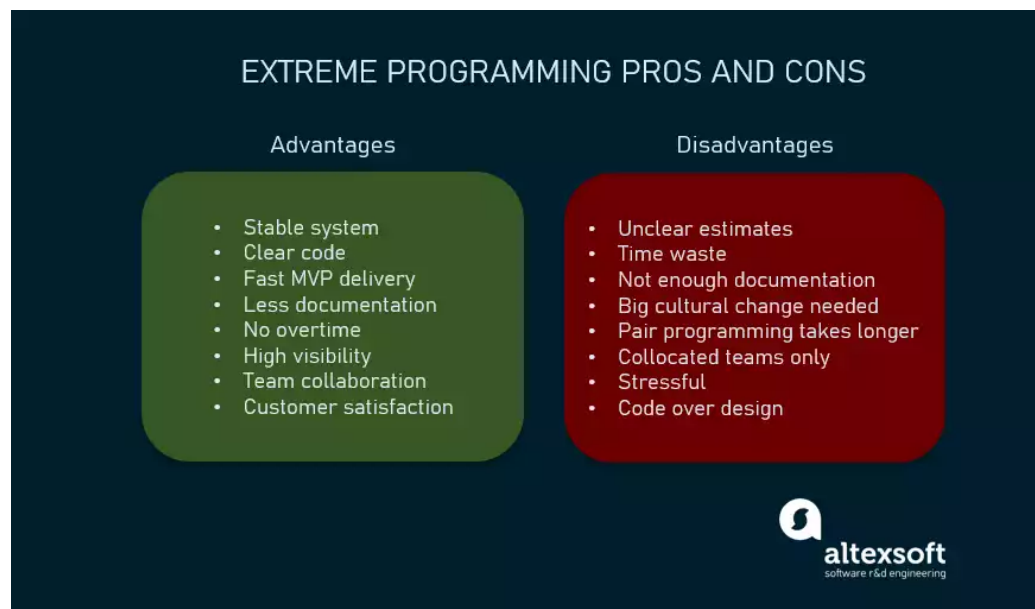 EXTREME PROGRAMMING PROS AND CONS
Advantages
• Stable system
• Clear code
• Fast MVP delivery
• Less documentation
• No overtime
• High visibility
• Team collaboration
• Customer satisfaction
Disadvantages
• Unclear estimates
• Time waste
• Not enough documentation
• Big cultural change needed
• Pair programming takes longer
• Collocated teams only
• Stressful
• Code over design
altexsoft
software r&d engineering